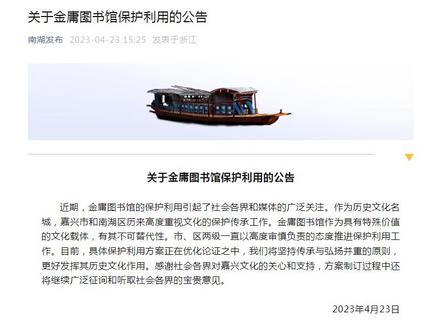 关于金庸图书馆保护利用的公告
南湖发布 2023-04-23 15:25 发表于浙江
关于金庸图书馆保护利用的公告
近期，金庸图书馆的保护利用引起了社会各界和媒体的广泛关注。作为历史文化名
城，嘉兴市和南湖区历来高度重视文化的保护传承工作。金庸图书馆作为具有特殊价值
的文化载体，有其不可替代性。市、区两级一直以高度审慎负责的态度推进保护利用工
作。目前，具体保护利用方案正在优化论证之中，我们将坚持传承与弘扬并重的原则，
更好发挥其历史文化作用。感谢社会各界对嘉兴文化的关心和支持，方案制订过程中还
将继续广泛征询和听取社会各界的宝贵意见。
2023年4月23日